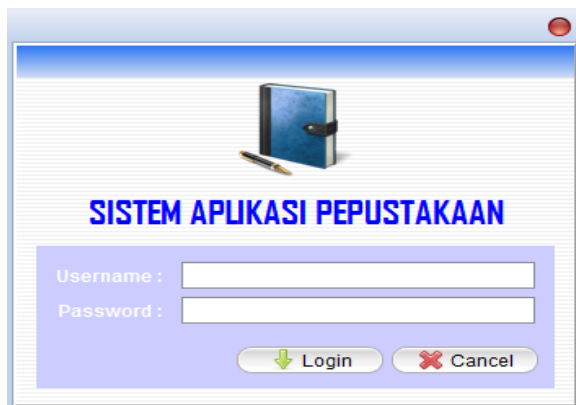 SISTEM APLIKASI PEPUSTAKAAN
Username :
Password :
Login Cancel